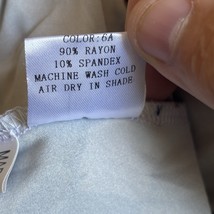 COLOR:6A
90% RAYON
10% SPANDEX
MACHINE WASH COLD
AIR DRY IN SHADE